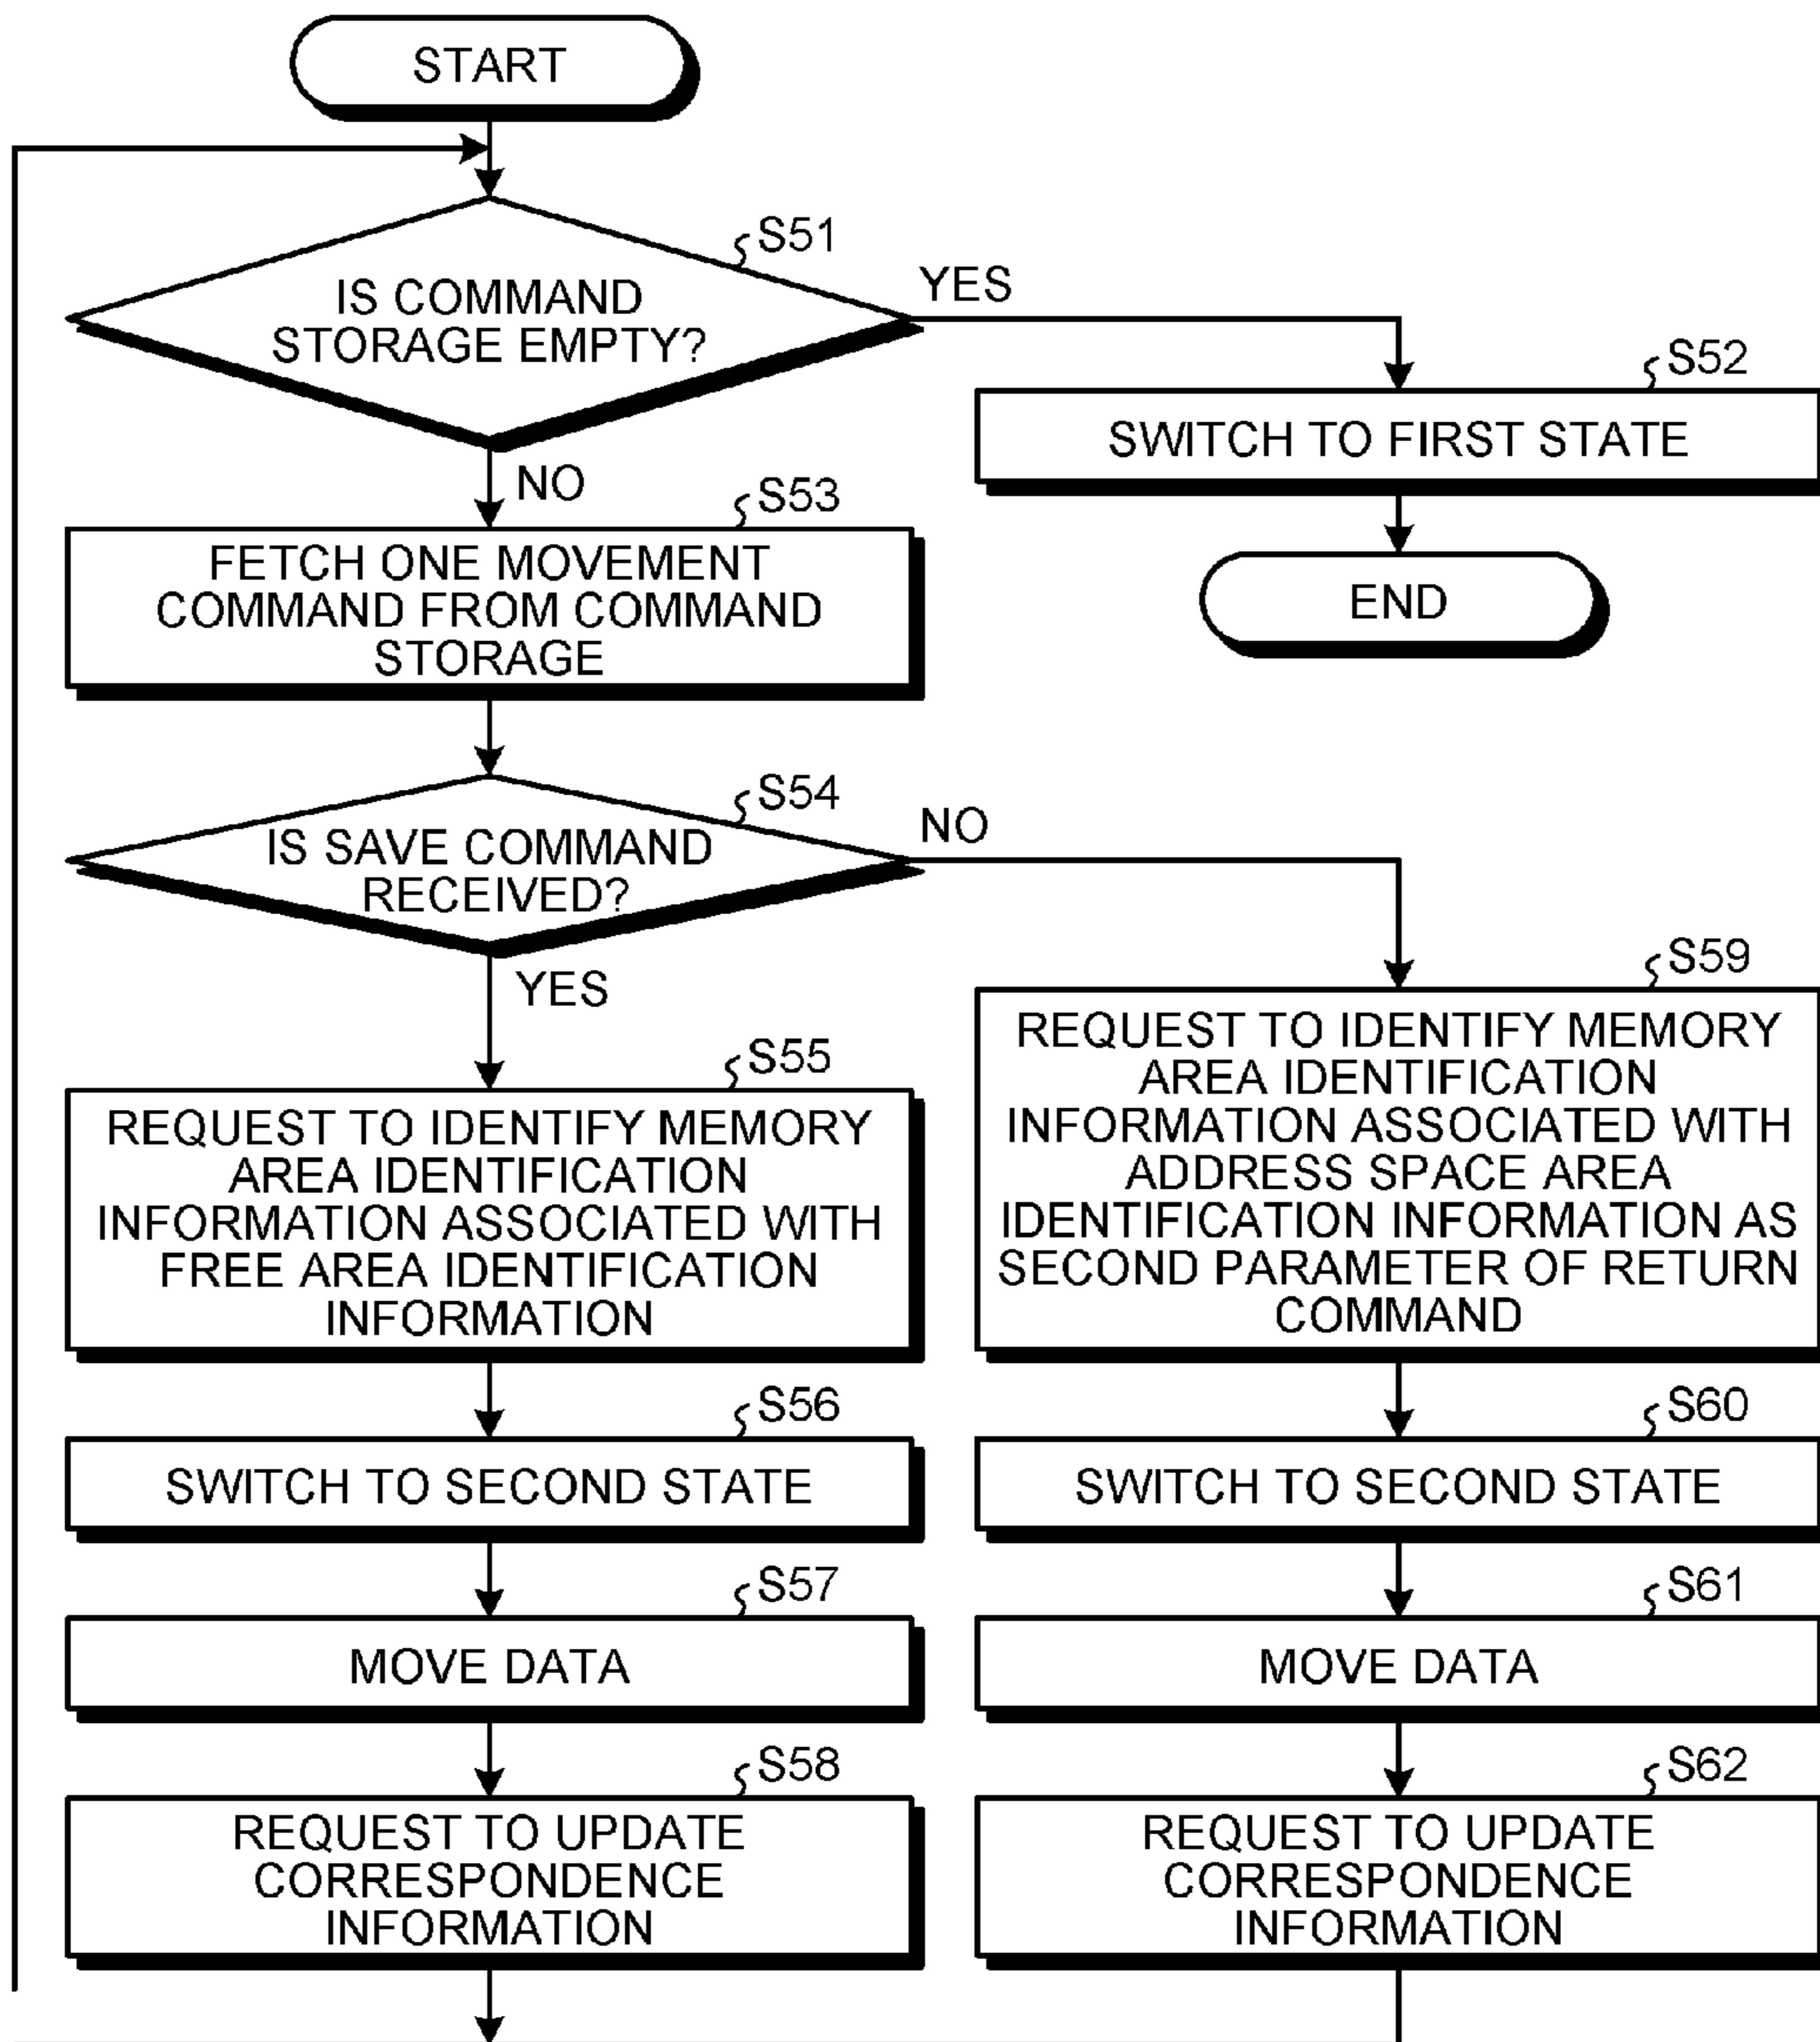 START
S51
IS COMMAND
STORAGE EMPTY?
YES
S52
SWITCH TO FIRST STATE
NO
S53
FETCH ONE MOVEMENT
COMMAND FROM COMMAND
STORAGE
END
S54
IS SAVE COMMAND
RECEIVED?
NO
YES
S55
REQUEST TO IDENTIFY MEMORY
AREA IDENTIFICATION
INFORMATION ASSOCIATED WITH
FREE AREA IDENTIFICATION
INFORMATION
S59
REQUEST TO IDENTIFY MEMORY
AREA IDENTIFICATION
INFORMATION ASSOCIATED WITH
ADDRESS SPACE AREA
IDENTIFICATION INFORMATION AS
SECOND PARAMETER OF RETURN
COMMAND
S56
SWITCH TO SECOND STATE
S60
SWITCH TO SECOND STATE
S57
MOVE DATA
S61
MOVE DATA
S58
REQUEST TO UPDATE
CORRESPONDENCE
INFORMATION
S62
REQUEST TO UPDATE
CORRESPONDENCE
INFORMATION